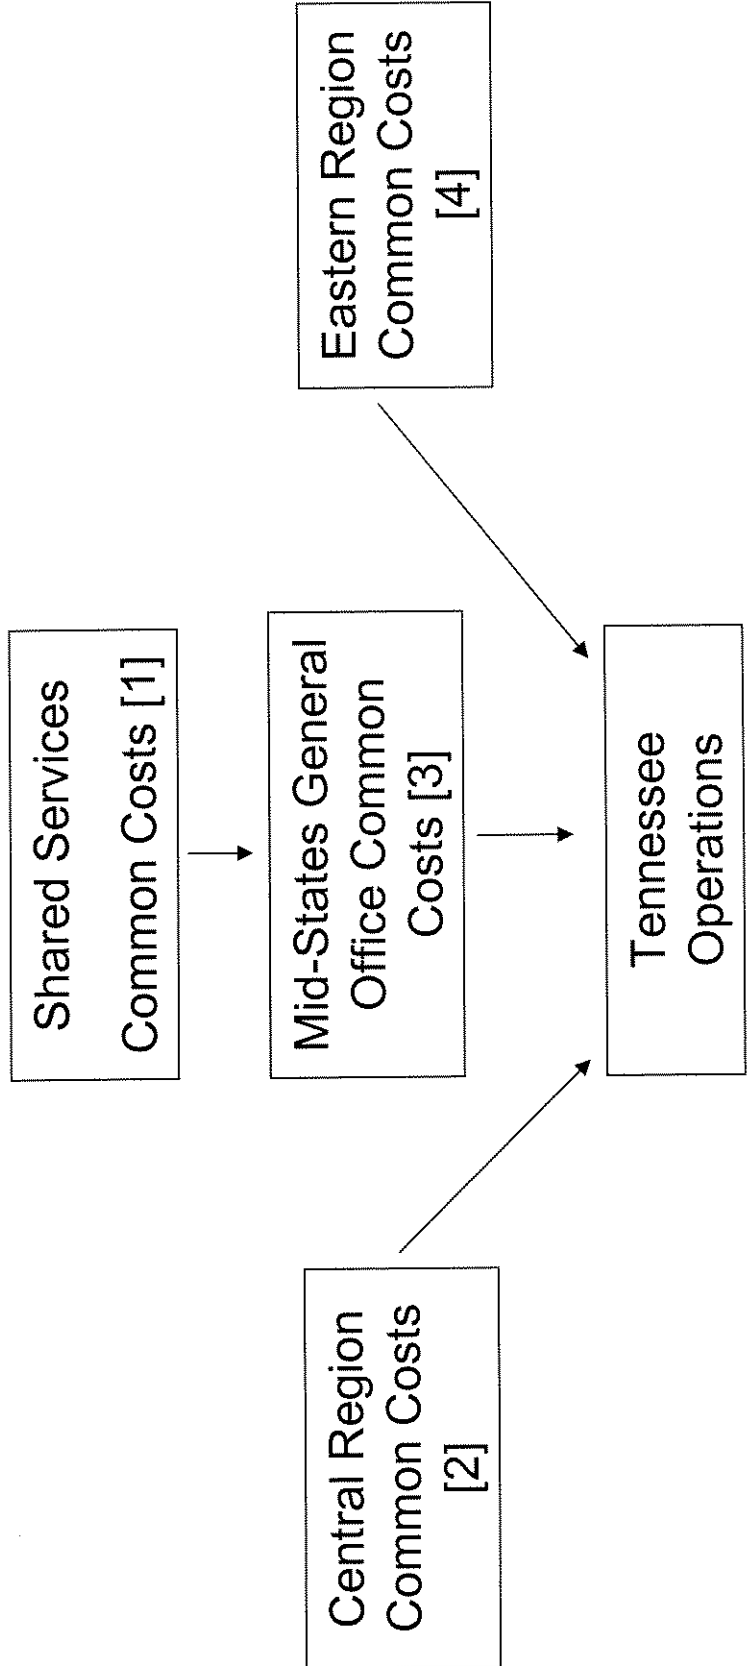 Shared Services
Common Costs [1]
Central Region
Common Costs
[2]
Mid-States General
Office Common
Costs [3]
Eastern Region
Common Costs
[4]
Tennessee
Operations